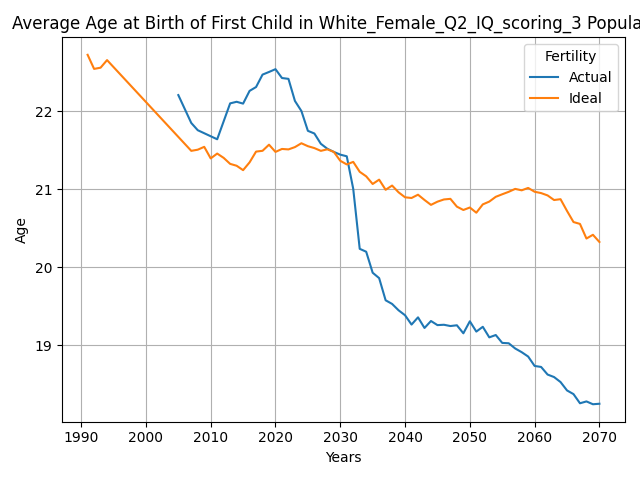 Average Age at Birth of First Child in White_Female_Q2_IQ_scoring_3 Popula
Fertility
Actual
Ideal
Age
22
21
20
19
1990 2000 2010 2020 2030 2040 2050 2060 2070
Years